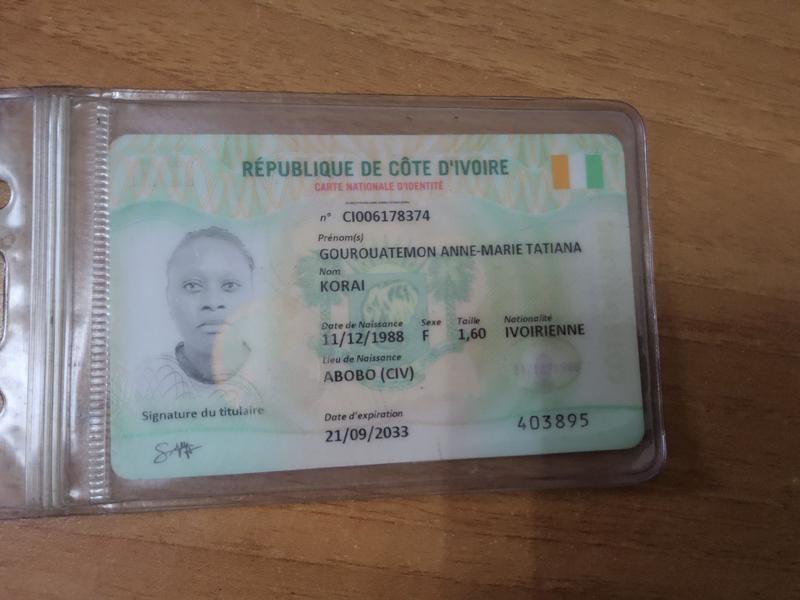 RÉPUBLIQUE DE CÔTE D'IVOIRE
CARTE NATIONALE D'IDENTITÉ
n° CI006178374
Prénom(s)
GOUROUATEMON ANNE-MARIE TATIANA
Nom
KORAI
Date de Naissance Sexe Taille Nationalité
11/12/1988 F 1,60 IVOIRIENNE
Lieu de Naissance
ABOBO (CIV)
Signature du titulaire
Date d'expiration
21/09/2033
403895